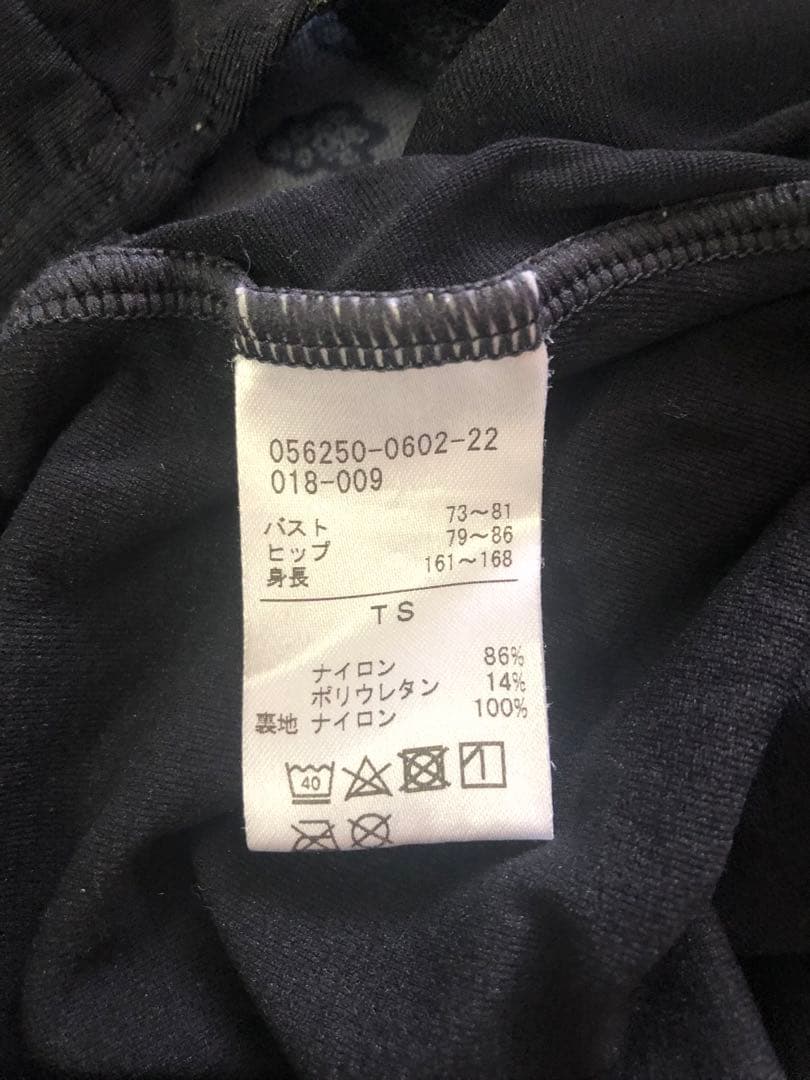 056250-0602-22
018-009
バスト 73～81
ヒップ 79～86
身長 161～168
TS
ナイロン 86%
ポリウレタン 14%
裏地 ナイロン 100%
40